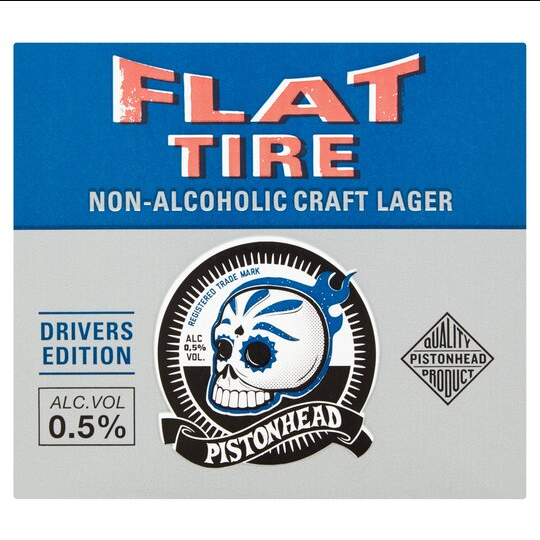 FLAT
TIRE
NON-ALCOHOLIC CRAFT LAGER
DRIVERS
EDITION
ALC.VOL
0.5%
REGISTERED TRADE MARK
ALC
0,5%
VOL.
PISTONHEAD
QUALITY
PISTONHEAD
PRODUCT